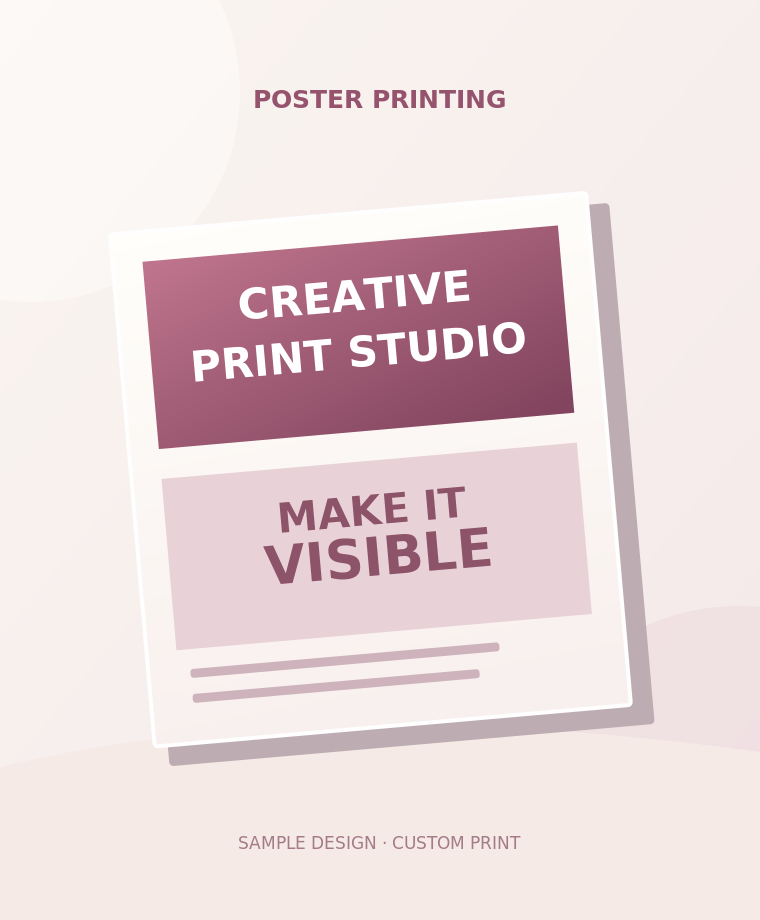 POSTER PRINTING
CREATIVE
PRINT STUDIO
MAKE IT
VISIBLE
SAMPLE DESIGN · CUSTOM PRINT